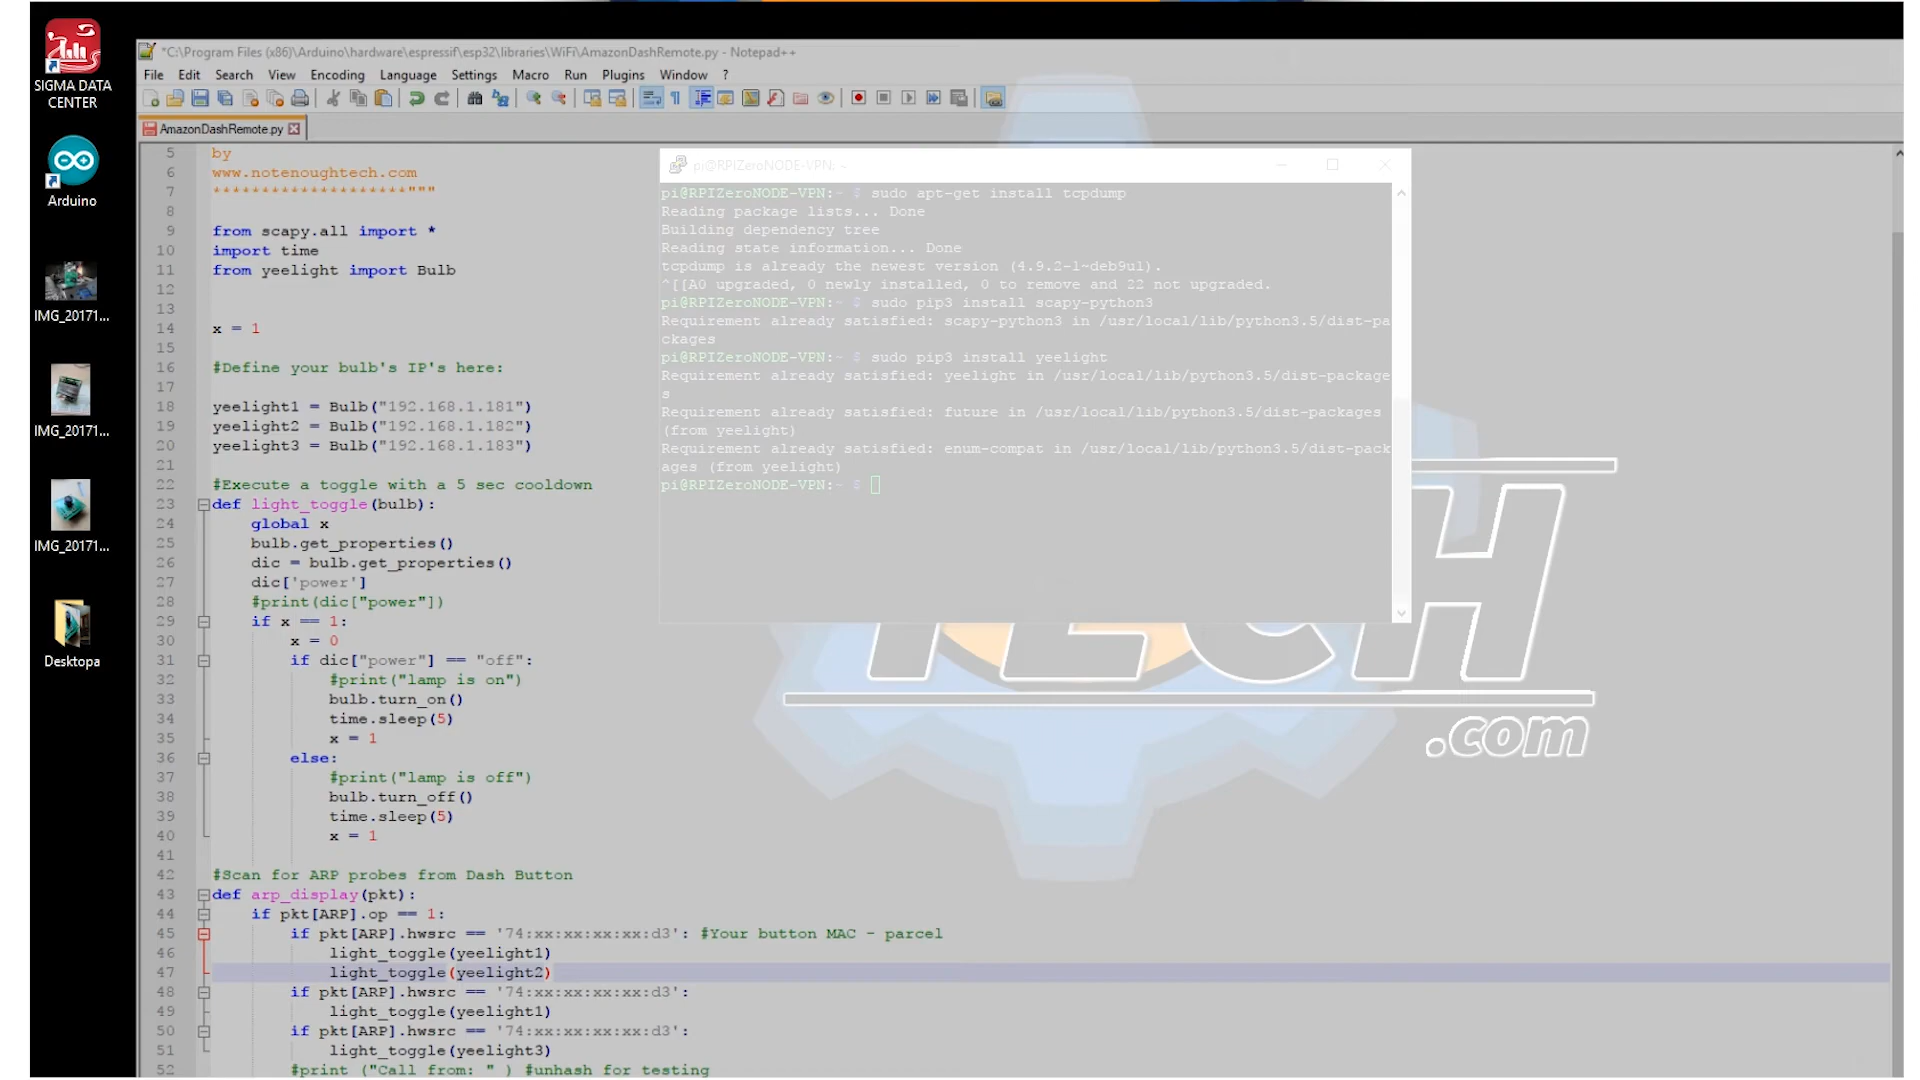 SIGMA DATA
CENTER
Arduino
IMG_20171...
IMG_20171...
IMG_20171...
Desktopa
*C:\Program Files (x86)\Arduino\hardware\espressif\esp32\libraries\WiFi\AmazonDashRemote.py - Notepad++
File Edit Search View Encoding Language Settings Macro Run Plugins Window ?
AmazonDashRemote.py
5 by
6 www.notenoughtech.com
7 ********************"""
8
9 from scapy.all import *
10 import time
11 from yeelight import Bulb
12
13
14 x = 1
15
16 #Define your bulb's IP's here:
17
18 yeelight1 = Bulb("192.168.1.181")
19 yeelight2 = Bulb("192.168.1.182")
20 yeelight3 = Bulb("192.168.1.183")
21
22 #Execute a toggle with a 5 sec cooldown
23 def light_toggle(bulb):
24 global x
25 bulb.get_properties()
26 dic = bulb.get_properties()
27 dic['power']
28 #print(dic["power"])
29 if x == 1:
30 x = 0
31 if dic["power"] == "off":
32 #print("lamp is on")
33 bulb.turn_on()
34 time.sleep(5)
35 x = 1
36 else:
37 #print("lamp is off")
38 bulb.turn_off()
39 time.sleep(5)
40 x = 1
41
42 #Scan for ARP probes from Dash Button
43 def arp_display(pkt):
44 if pkt[ARP].op == 1:
45 if pkt[ARP].hwsrc == '74:xx:xx:xx:xx:d3': #Your button MAC - parcel
46 light_toggle(yeelight1)
47 light_toggle(yeelight2)
48 if pkt[ARP].hwsrc == '74:xx:xx:xx:xx:d3':
49 light_toggle(yeelight1)
50 if pkt[ARP].hwsrc == '74:xx:xx:xx:xx:d3':
51 light_toggle(yeelight3)
52 #print ("Call from: " ) #unhash for testing
pi@RPIZeroNODE-VPN: ~
pi@RPIZeroNODE-VPN:~ $ sudo apt-get install tcpdump
Reading package lists... Done
Building dependency tree
Reading state information... Done
tcpdump is already the newest version (4.9.2-1~deb9u1).
^[[A0 upgraded, 0 newly installed, 0 to remove and 22 not upgraded.
pi@RPIZeroNODE-VPN:~ $ sudo pip3 install scapy-python3
Requirement already satisfied: scapy-python3 in /usr/local/lib/python3.5/dist-pa
ckages
pi@RPIZeroNODE-VPN:~ $ sudo pip3 install yeelight
Requirement already satisfied: yeelight in /usr/local/lib/python3.5/dist-package
s
Requirement already satisfied: future in /usr/local/lib/python3.5/dist-packages
(from yeelight)
Requirement already satisfied: enum-compat in /usr/local/lib/python3.5/dist-pack
ages (from yeelight)
pi@RPIZeroNODE-VPN:~ $
TECH
.com